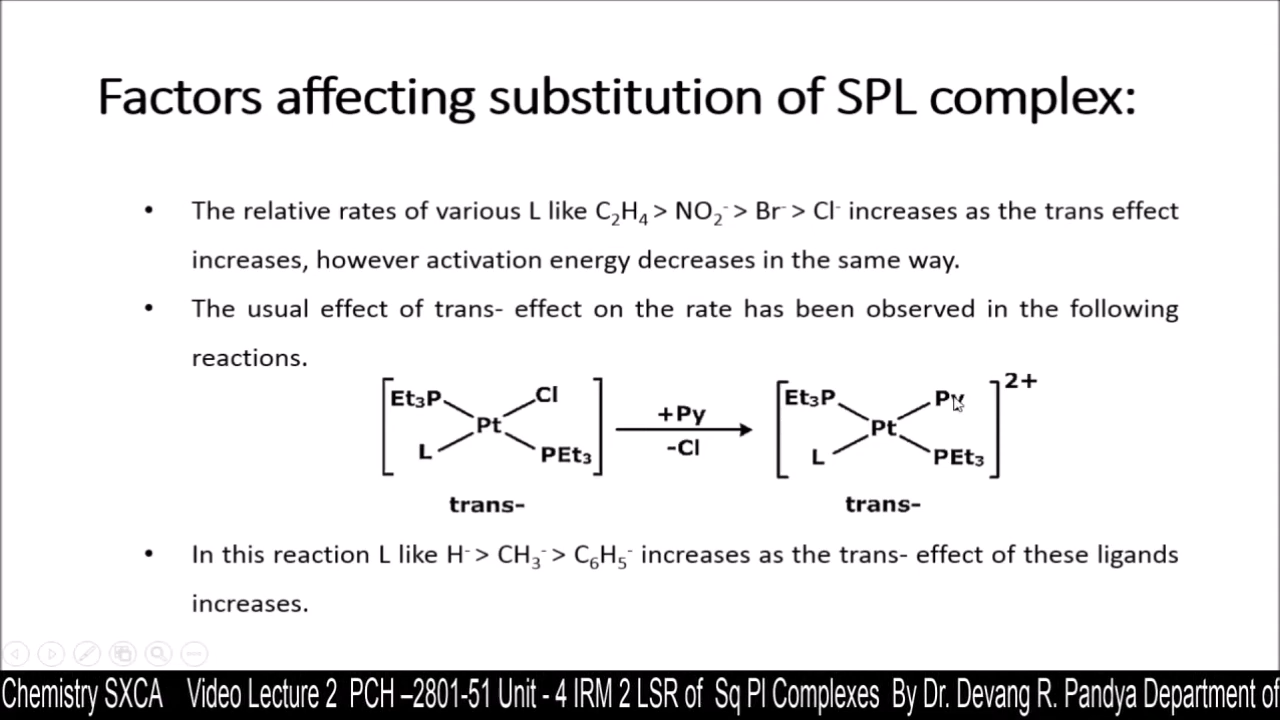 Factors affecting substitution of SPL complex:
• The relative rates of various L like C₂H₄ > NO₂⁻ > Br⁻ > Cl⁻ increases as the trans effect
increases, however activation energy decreases in the same way.
• The usual effect of trans- effect on the rate has been observed in the following
reactions.
Et₃P Cl Pt L PEt₃
trans-
+Py
-Cl
Et₃P Py Pt L PEt₃ 2+
trans-
• In this reaction L like H⁻ > CH₃⁻ > C₆H₅⁻ increases as the trans- effect of these ligands
increases.
Chemistry SXCA Video Lecture 2 PCH –2801-51 Unit - 4 IRM 2 LSR of Sq Pl Complexes By Dr. Devang R. Pandya Department of